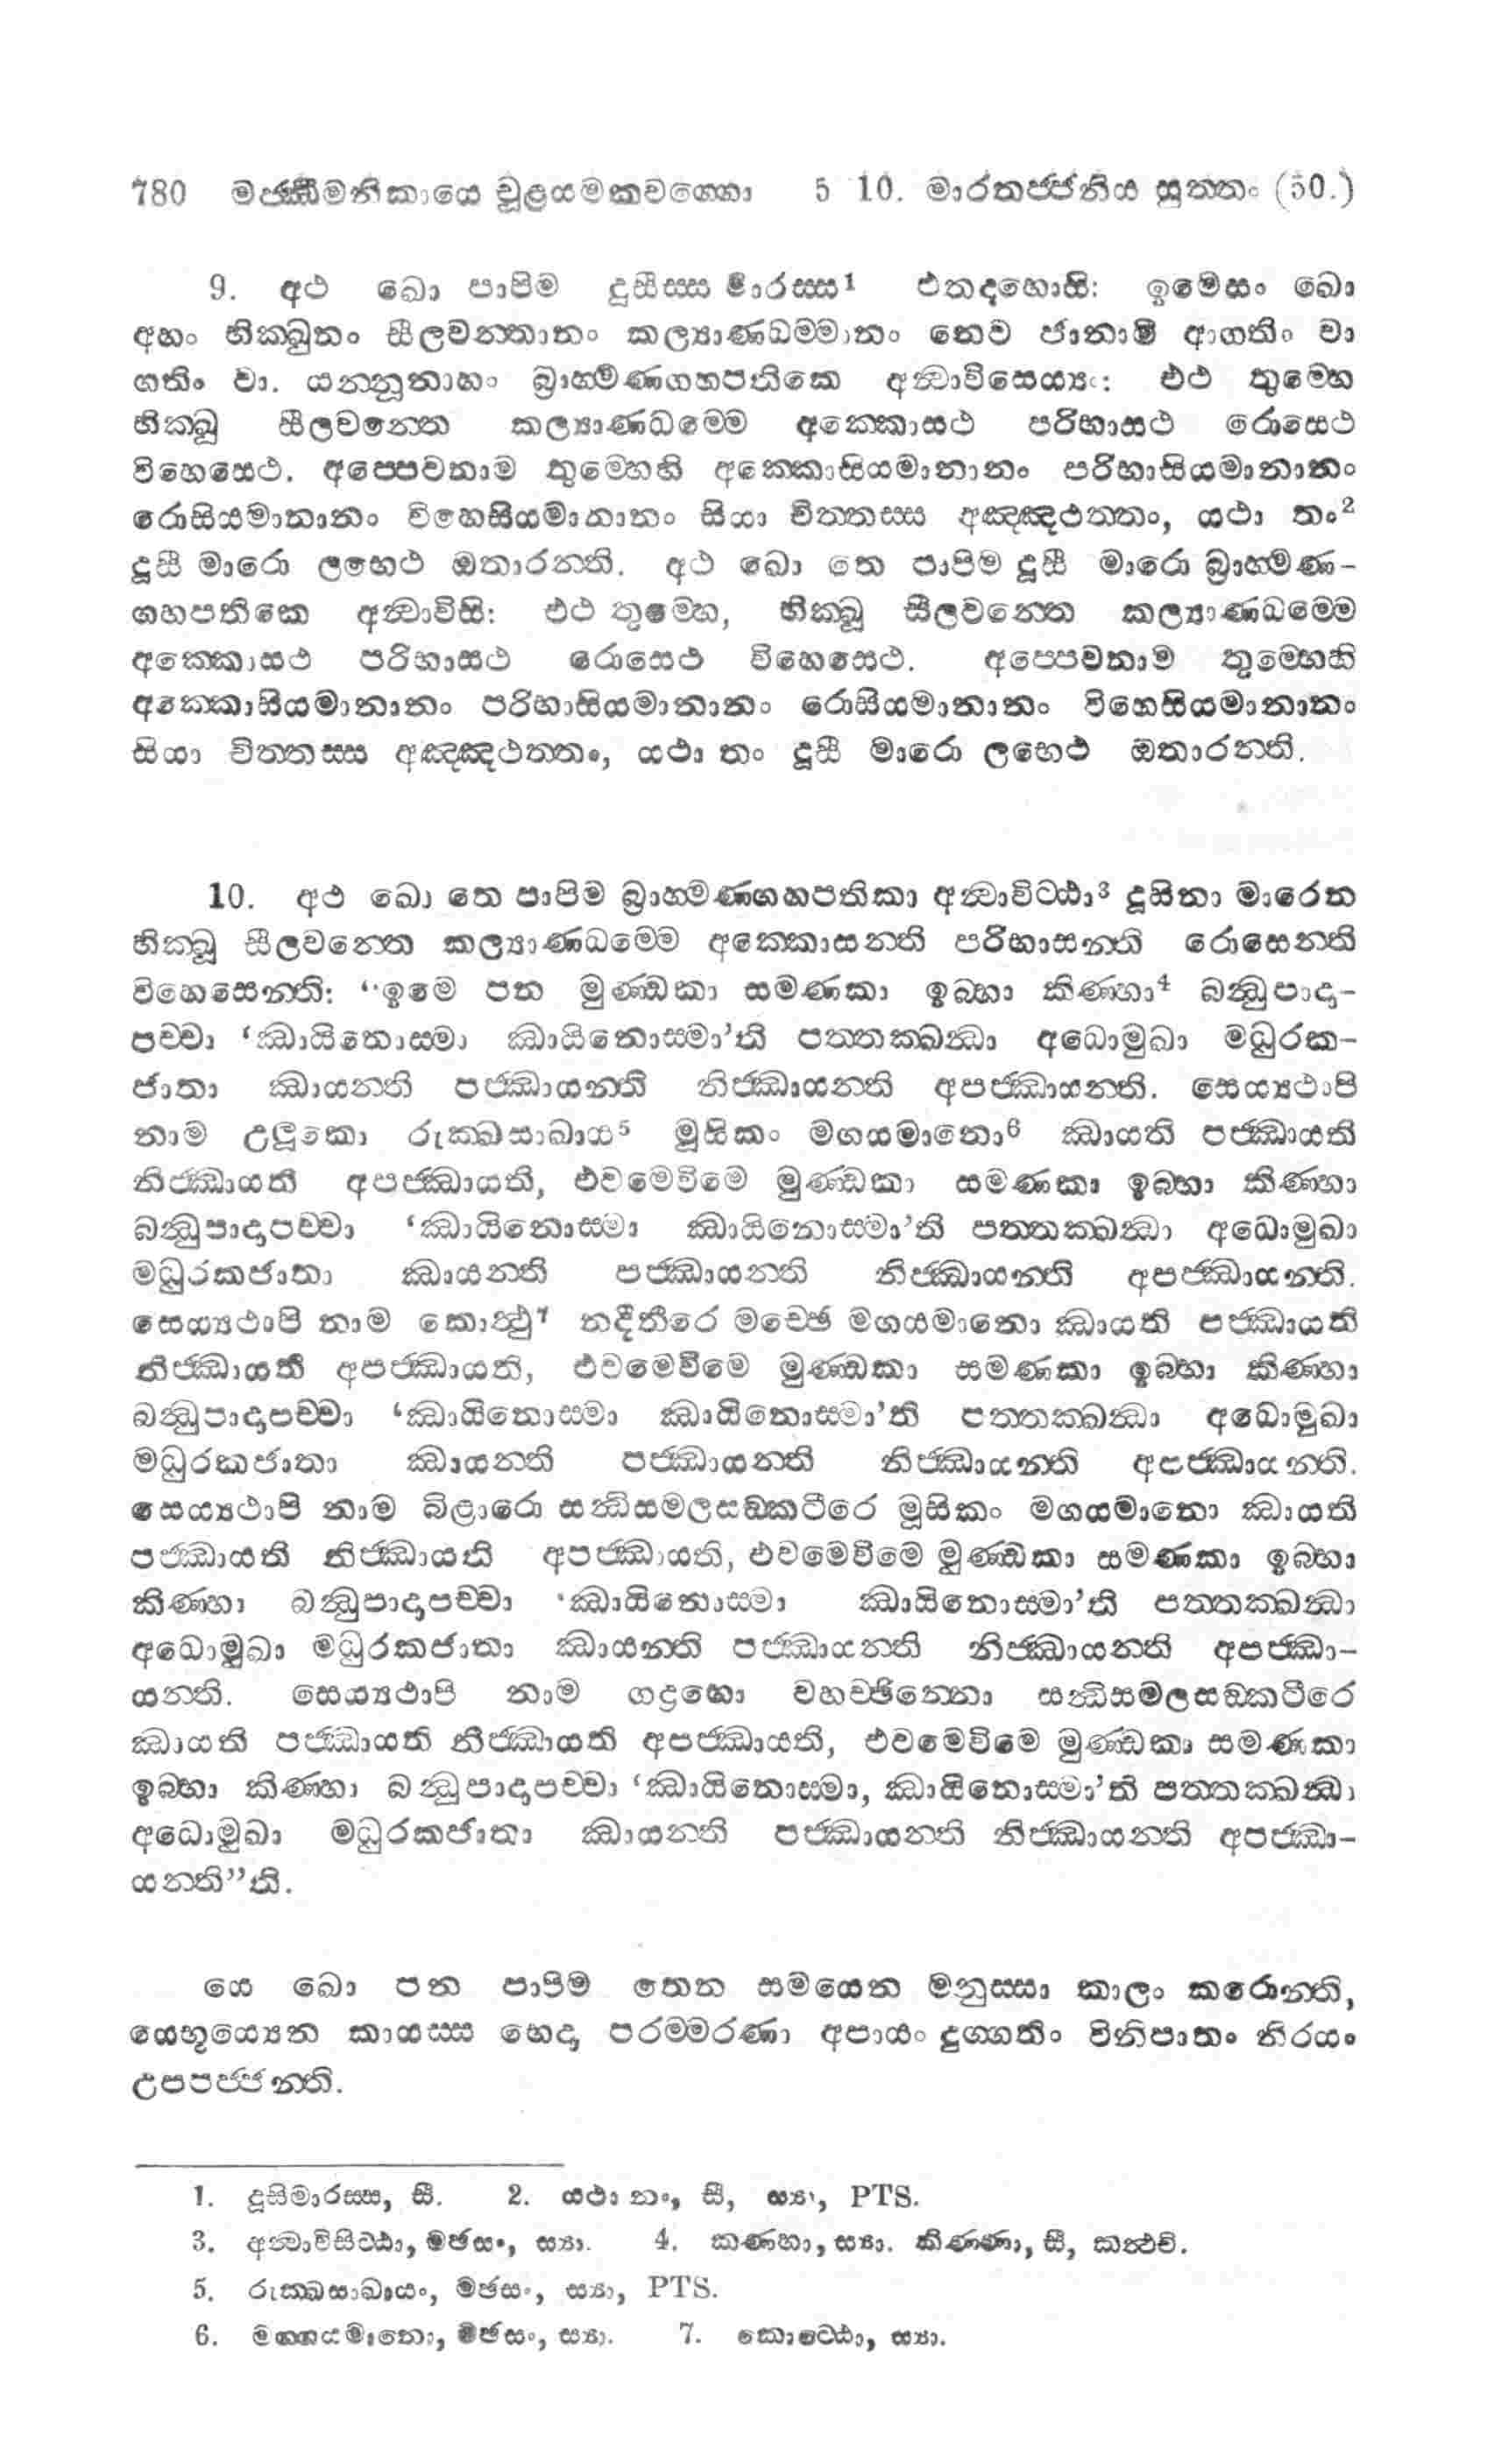 780 මජ්ඣිමනිකායෙ චූළයමකවග්ගො 5 10. මාරතජ්ජනිය සුත්තං (50.)
9. අථ ඛො පාපිම දූසිස්ස මාරස්ස¹ එතදහොසි: ඉමෙසං ඛො
අහං භික්ඛූනං සීලවන්තානං කල්‍යාණධම්මානං නෙව ජානාමි ආගතිං වා
ගතිං වා. යන්නූනාහං බ්‍රාහ්මණගහපතිකෙ අන්වාවිසෙය්‍යං: එථ තුම්හෙ
භික්ඛූ සීලවන්තෙ කල්‍යාණධම්මෙ අක්කොසථ පරිභාසථ රොසෙථ
විහෙසෙථ. අප්පෙවනාම තුම්හෙහි අක්කොසියමානානං පරිභාසියමානානං
රොසියමානානං විහෙසියමානානං සියා චිත්තස්ස අඤ්ඤථත්තං, යථා තං²
දූසී මාරො ලභෙථ ඔතාරන්ති. අථ ඛො තෙ පාපිම දූසී මාරො බ්‍රාහ්මණ-
ගහපතිකෙ අන්වාවිසි: එථ තුම්හෙ, භික්ඛූ සීලවන්තෙ කල්‍යාණධම්මෙ
අක්කොසථ පරිභාසථ රොසෙථ විහෙසෙථ. අප්පෙවනාම තුම්හෙහි
අක්කොසියමානානං පරිභාසියමානානං රොසියමානානං විහෙසියමානානං
සියා චිත්තස්ස අඤ්ඤථත්තං, යථා තං දූසී මාරො ලභෙථ ඔතාරන්ති.
10. අථ ඛො තෙ පාපිම බ්‍රාහ්මණගහපතිකා අන්වාවිට්ඨා³ දූසිනා මාරෙන
භික්ඛූ සීලවන්තෙ කල්‍යාණධම්මෙ අක්කොසන්ති පරිභාසන්ති රොසෙන්ති
විහෙසෙන්ති: “ඉමෙ පන මුණ්ඩකා සමණකා ඉබ්භා කිණ්හා⁴ බන්ධුපාදා-
පච්චා ‘ඣායිනොස්මා ඣායිනොස්මා’ති පත්තක්ඛන්ධා අධොමුඛා මධුරක-
ජාතා ඣායන්ති පජ්ඣායන්ති නිජ්ඣායන්ති අපජ්ඣායන්ති. සෙය්‍යථාපි
නාම උලූකො රුක්ඛසාඛාය⁵ මූසිකං මගයමානො⁶ ඣායති පජ්ඣායති
නිජ්ඣායති අපජ්ඣායති, එවමෙවිමෙ මුණ්ඩකා සමණකා ඉබ්භා කිණ්හා
බන්ධුපාදාපච්චා ‘ඣායිනොස්මා ඣායිනොස්මා’ති පත්තක්ඛන්ධා අධොමුඛා
මධුරකජාතා ඣායන්ති පජ්ඣායන්ති නිජ්ඣායන්ති අපජ්ඣායන්ති.
සෙය්‍යථාපි නාම කොත්ථු⁷ නදීතීරෙ මච්ඡෙ මගයමානො ඣායති පජ්ඣායති
නිජ්ඣායති අපජ්ඣායති, එවමෙවිමෙ මුණ්ඩකා සමණකා ඉබ්භා කිණ්හා
බන්ධුපාදාපච්චා ‘ඣායිනොස්මා ඣායිනොස්මා’ති පත්තක්ඛන්ධා අධොමුඛා
මධුරකජාතා ඣායන්ති පජ්ඣායන්ති නිජ්ඣායන්ති අපජ්ඣායන්ති.
සෙය්‍යථාපි නාම බිළාරො සන්ධිසමලසඞ්කටීරෙ මූසිකං මගයමානො ඣායති
පජ්ඣායති නිජ්ඣායති අපජ්ඣායති, එවමෙවිමෙ මුණ්ඩකා සමණකා ඉබ්භා
කිණ්හා බන්ධුපාදාපච්චා ‘ඣායිනොස්මා ඣායිනොස්මා’ති පත්තක්ඛන්ධා
අධොමුඛා මධුරකජාතා ඣායන්ති පජ්ඣායන්ති නිජ්ඣායන්ති අපජ්ඣා-
යන්ති. සෙය්‍යථාපි නාම ගද්‍රභො වහච්ඡින්නො සන්ධිසමලසඞ්කටීරෙ
ඣායති පජ්ඣායති නිජ්ඣායති අපජ්ඣායති, එවමෙවිමෙ මුණ්ඩකා සමණකා
ඉබ්භා කිණ්හා බන්ධුපාදාපච්චා ‘ඣායිනොස්මා, ඣායිනොස්මා’ති පත්තක්ඛන්ධා
අධොමුඛා මධුරකජාතා ඣායන්ති පජ්ඣායන්ති නිජ්ඣායන්ති අපජ්ඣා-
යන්ති”ති.
යෙ ඛො පන පාපිම තෙන සමයෙන මනුස්සා කාලං කරොන්ති,
යෙභූය්‍යෙන කායස්ස භෙදා පරම්මරණා අපායං දුග්ගතිං විනිපාතං නිරයං
උපපජ්ජන්ති.
1. දූසිමාරස්ස, සී. 2. යථා නං, සී, ස්‍යා, PTS.
3. අන්වාවිසිට්ඨා, මඡසං, ස්‍යා. 4. කණ්හා, ස්‍යා. කිණ්ණා, සී, කත්ථචි.
5. රුක්ඛසාඛායං, මඡසං, ස්‍යා, PTS.
6. මග්ගයමානො, මඡසං, ස්‍යා. 7. කොට්ඨො, ස්‍යා.